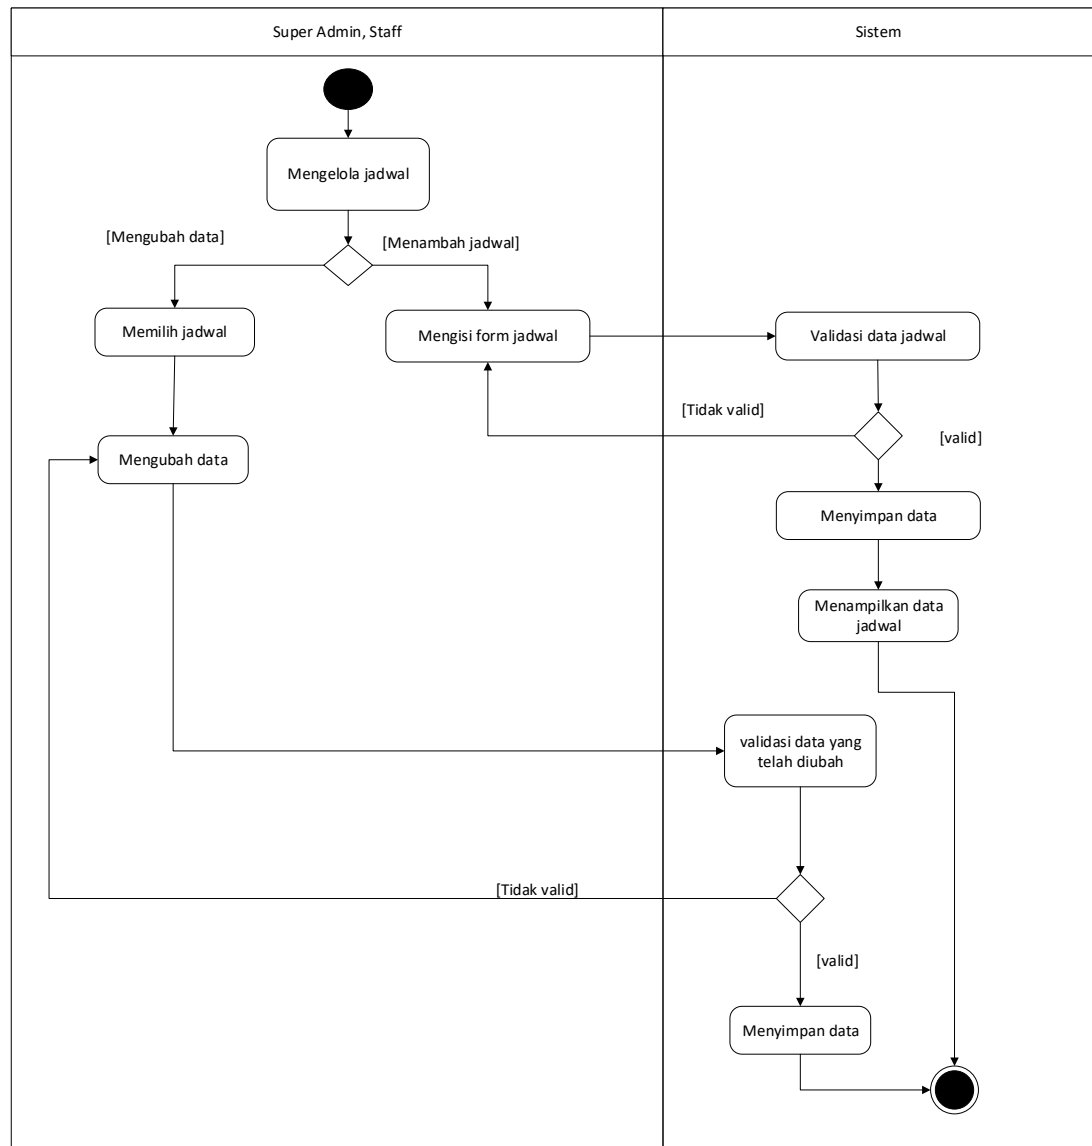 Super Admin, Staff
Sistem
Mengelola jadwal
[Mengubah data]
[Menambah jadwal]
Memilih jadwal
Mengisi form jadwal
Validasi data jadwal
[Tidak valid]
[valid]
Mengubah data
Menyimpan data
Menampilkan data
jadwal
validasi data yang
telah diubah
[Tidak valid]
[valid]
Menyimpan data